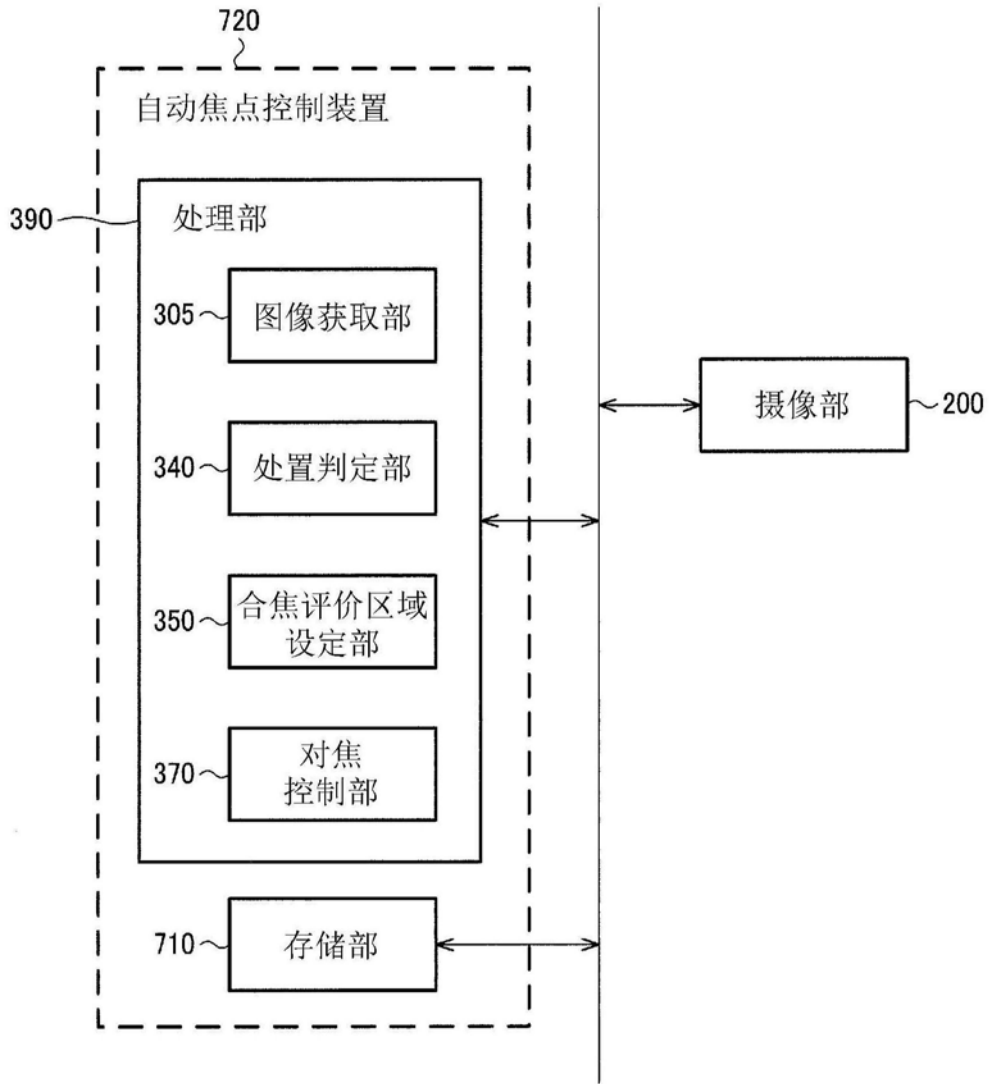 720
自动焦点控制装置
390
处理部
305
图像获取部
340
处置判定部
350
合焦评价区域
设定部
370
对焦
控制部
710
存储部
摄像部
200